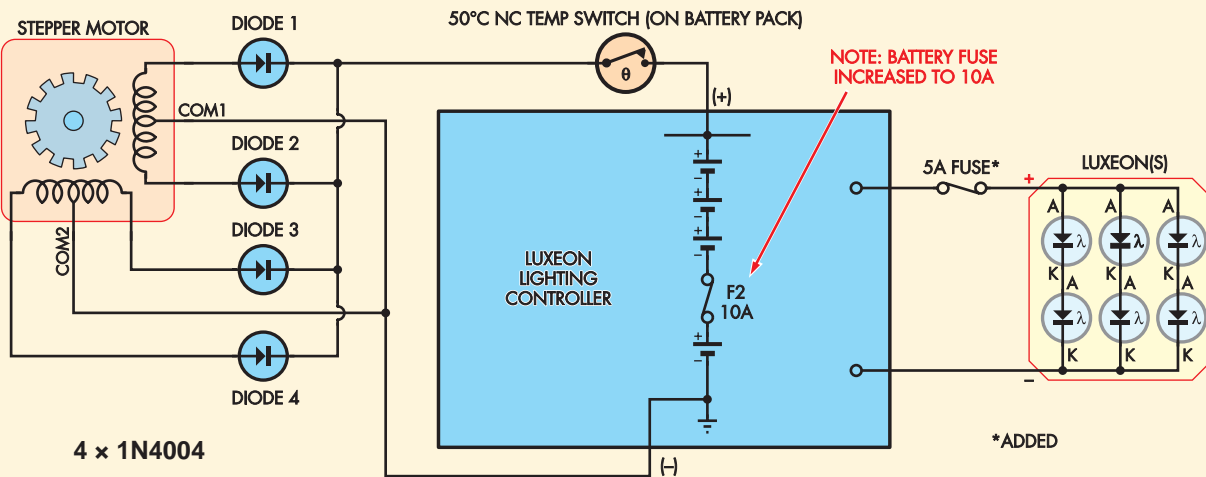 STEPPER MOTOR
DIODE 1
50°C NC TEMP SWITCH (ON BATTERY PACK)
θ
NOTE: BATTERY FUSE
INCREASED TO 10A
COM1
(+)
DIODE 2
DIODE 3
COM2
DIODE 4
4 × 1N4004
LUXEON
LIGHTING
CONTROLLER
+
–
+
–
+
–
F2
10A
+
–
(–)
5A FUSE*
LUXEON(S)
+
A
A
A
λ
λ
λ
K
K
K
A
A
A
λ
λ
λ
K
K
K
–
*ADDED